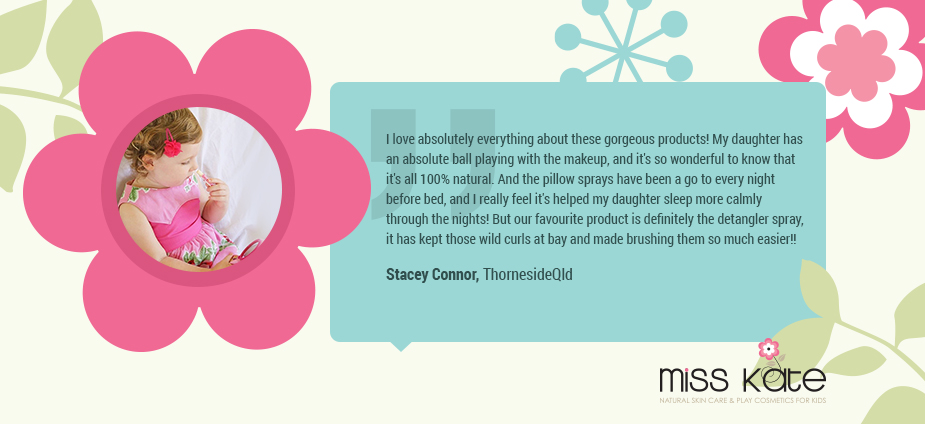 I love absolutely everything about these gorgeous products! My daughter has
an absolute ball playing with the makeup, and it's so wonderful to know that
it's all 100% natural. And the pillow sprays have been a go to every night
before bed, and I really feel it's helped my daughter sleep more calmly
through the nights! But our favourite product is definitely the detangler spray,
it has kept those wild curls at bay and made brushing them so much easier!!
Stacey Connor, ThornesideQld
miss kate
NATURAL SKIN CARE & PLAY COSMETICS FOR KIDS